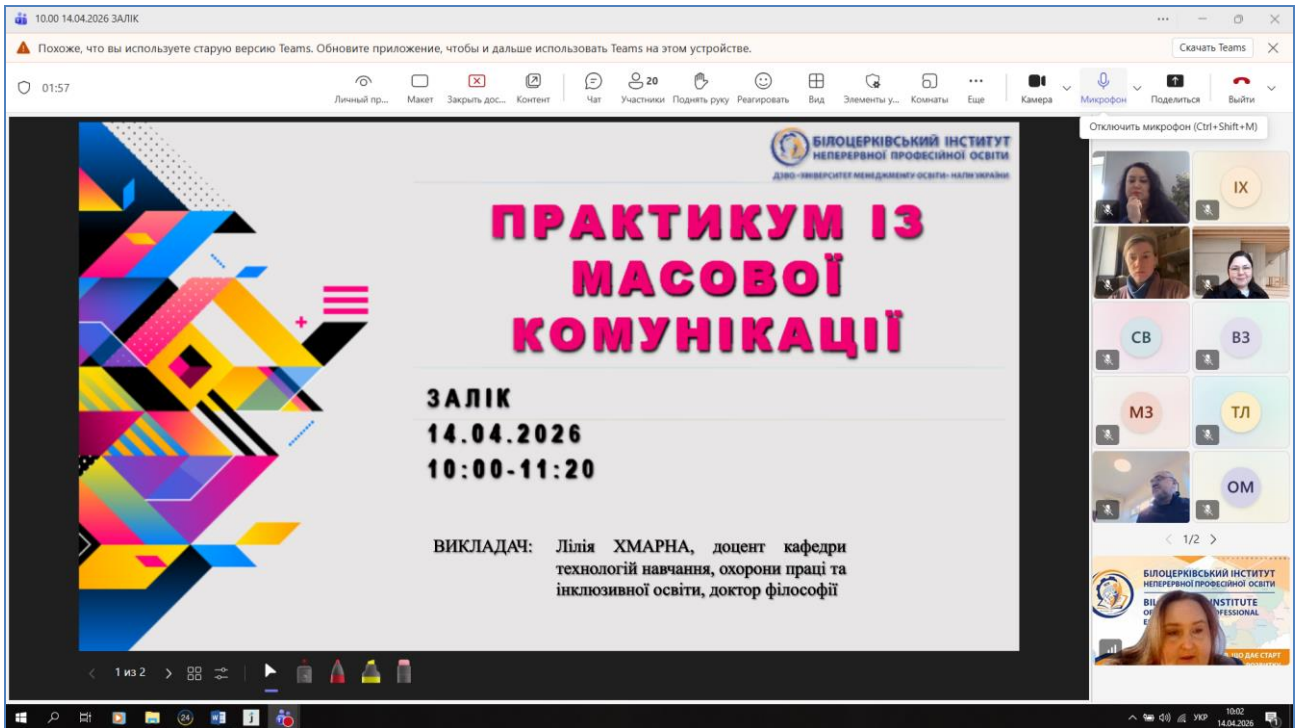 10.00 14.04.2026 ЗАЛІК
Похоже, что вы используете старую версию Teams. Обновите приложение, чтобы и дальше использовать Teams на этом устройстве.
Скачать Teams
01:57
Личный пр...
Макет
Закрыть дос...
Контент
Чат
20
Участники
Поднять руку
Реагировать
Вид
Элементы у...
Комнаты
Еще
Камера
Микрофон
Поделиться
Выйти
Отключить микрофон (Ctrl+Shift+M)
БІЛОЦЕРКІВСЬКИЙ ІНСТИТУТ
НЕПЕРЕРВНОЇ ПРОФЕСІЙНОЇ ОСВІТИ
ДЗВО «УНІВЕРСИТЕТ МЕНЕДЖМЕНТУ ОСВІТИ» НАПН УКРАЇНИ
ПРАКТИКУМ ІЗ
МАСОВОЇ
КОМУНІКАЦІЇ
ЗАЛІК
14.04.2026
10:00-11:20
ВИКЛАДАЧ: Лілія ХМАРНА, доцент кафедри
технологій навчання, охорони праці та
інклюзивної освіти, доктор філософії
IX
СВ
ВЗ
МЗ
ТЛ
ОМ
1/2
БІЛОЦЕРКІВСЬКИЙ ІНСТИТУТ
НЕПЕРЕРВНОЇ ПРОФЕСІЙНОЇ ОСВІТИ
INSTITUTE
ЩО ДАЄ СТАРТ
1 из 2
24
W
j
УКР
10:02
14.04.2026